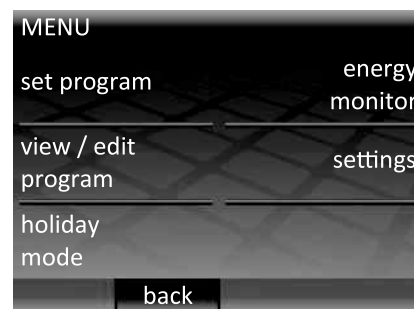 MENU
set program
energy
monitor
view / edit
program
settings
holiday
mode
back